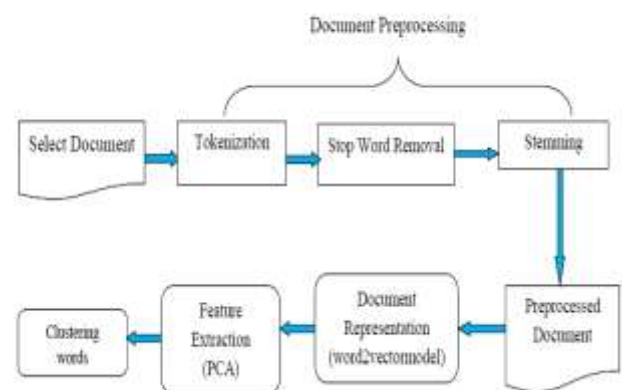 Document Preprocessing
Select Document
Tokenization
Stop Word Removal
Stemming
Preprocessed
Document
Document
Representation
(word2vectormodel)
Feature
Extraction
(PCA)
Clustering
words